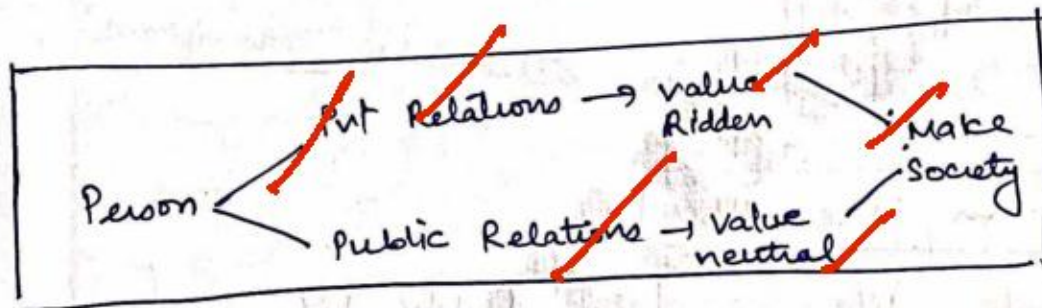 Pvt Relations → value
Ridden
Make
Society
Person
Public Relations → value
neutral